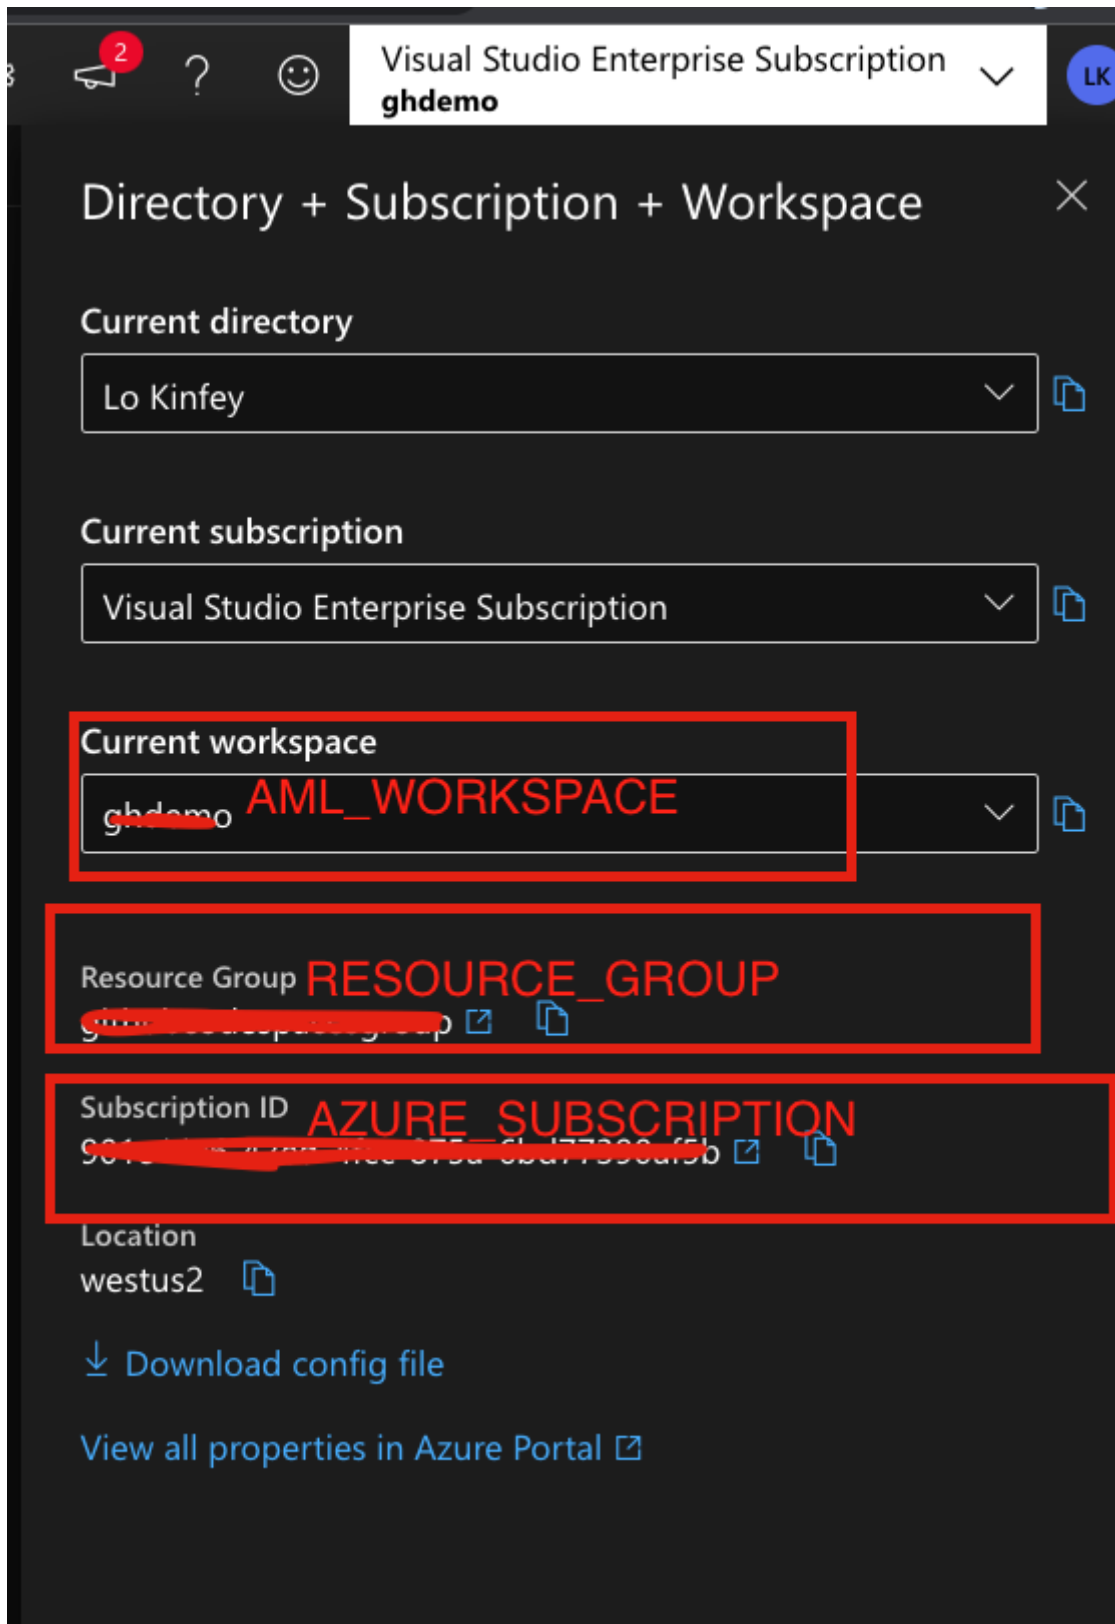 2
?
Visual Studio Enterprise Subscription
ghdemo
LK
Directory + Subscription + Workspace
Current directory
Lo Kinfey
Current subscription
Visual Studio Enterprise Subscription
Current workspace
ghdemo AML_WORKSPACE
Resource Group RESOURCE_GROUP
Subscription ID AZURE_SUBSCRIPTION
Location
westus2
Download config file
View all properties in Azure Portal